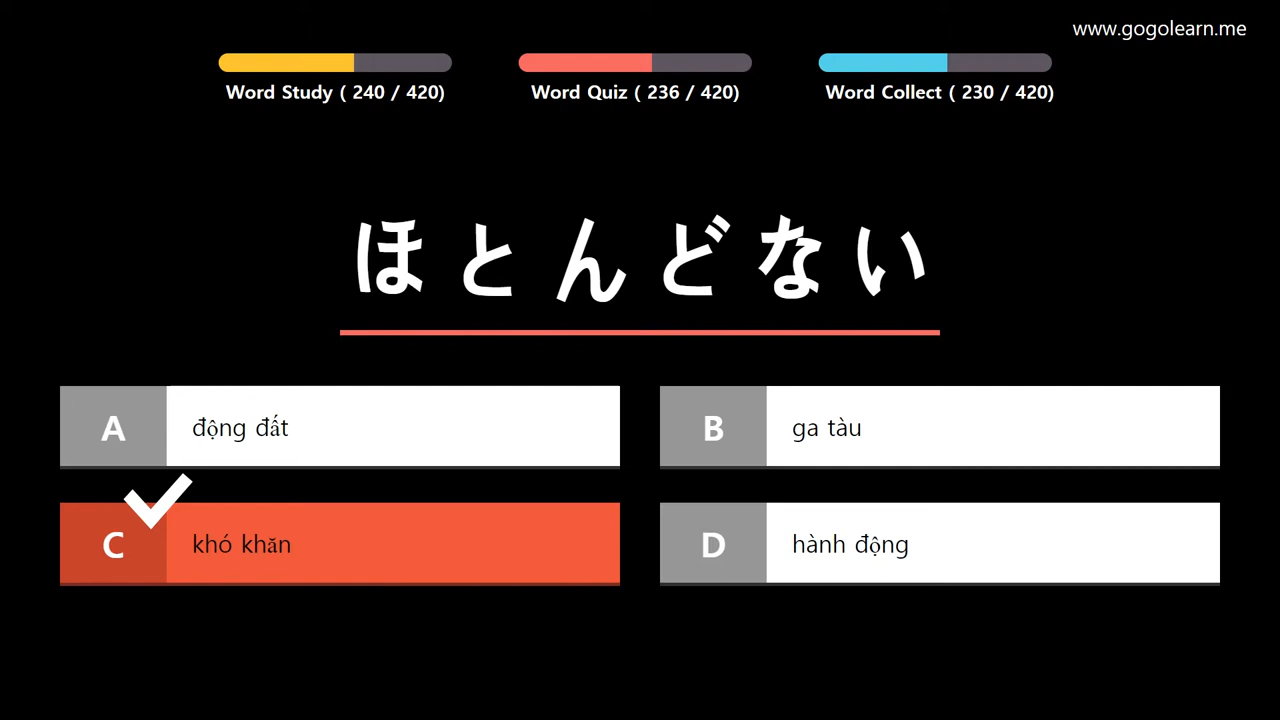 www.gogolearn.me
Word Study ( 240 / 420)
Word Quiz ( 236 / 420)
Word Collect ( 230 / 420)
ほとんどない
A động đất
B ga tàu
C khó khăn
D hành động